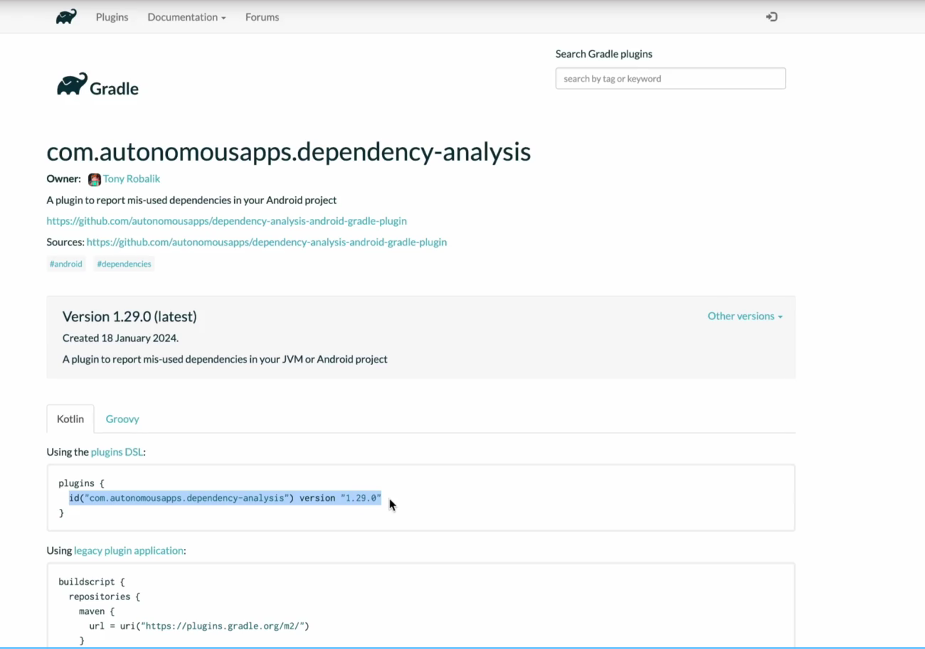 Plugins Documentation Forums
Search Gradle plugins
search by tag or keyword
Gradle
com.autonomousapps.dependency-analysis
Owner: Tony Robalik
A plugin to report mis-used dependencies in your Android project
https://github.com/autonomousapps/dependency-analysis-android-gradle-plugin
Sources: https://github.com/autonomousapps/dependency-analysis-android-gradle-plugin
#android #dependencies
Version 1.29.0 (latest) Other versions
Created 18 January 2024.
A plugin to report mis-used dependencies in your JVM or Android project
Kotlin Groovy
Using the plugins DSL:
plugins {
id("com.autonomousapps.dependency-analysis") version "1.29.0"
}
Using legacy plugin application:
buildscript {
repositories {
maven {
url = uri("https://plugins.gradle.org/m2/")
}